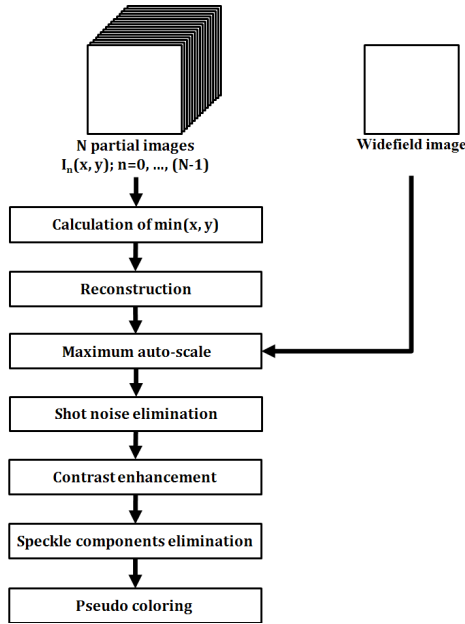 N partial images
Iₙ(x, y); n=0, ..., (N-1)
Widefield image
Calculation of min(x, y)
Reconstruction
Maximum auto-scale
Shot noise elimination
Contrast enhancement
Speckle components elimination
Pseudo coloring